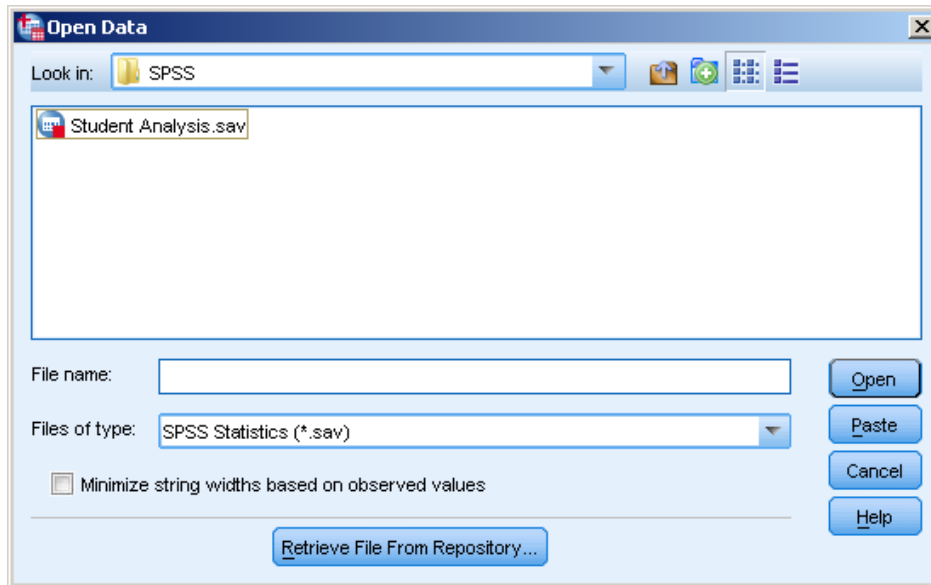 Open Data
Look in: SPSS
Student Analysis.sav
File name:
Open
Files of type: SPSS Statistics (*.sav)
Paste
Minimize string widths based on observed values
Cancel
Help
Retrieve File From Repository...